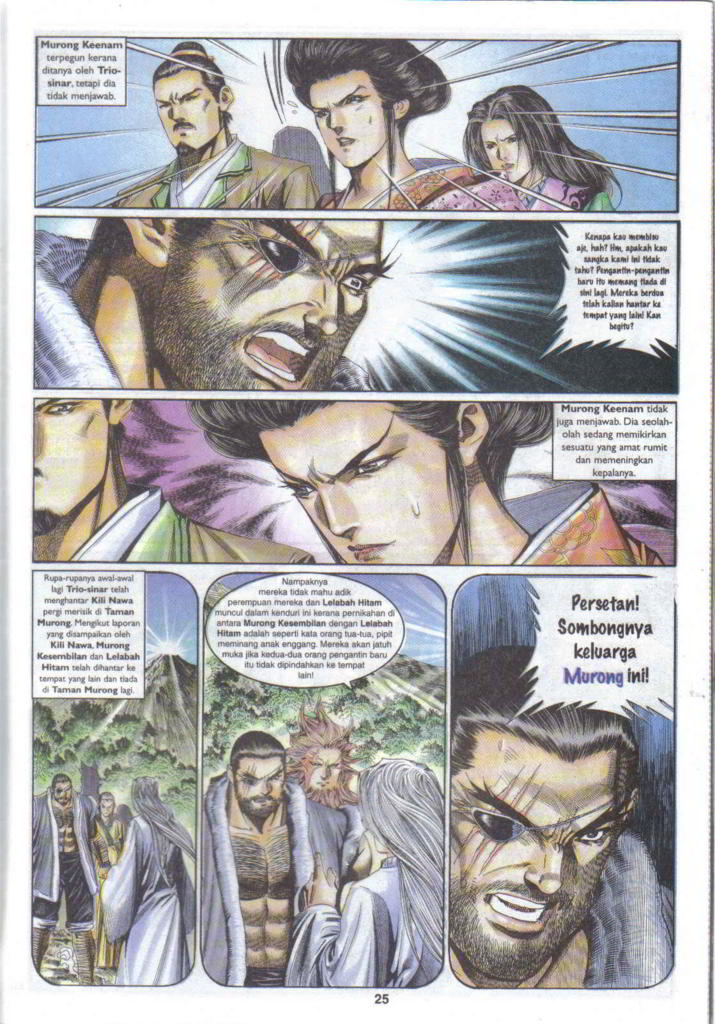 Murong Keenam
terpegun kerana
ditanya oleh Trio-
sinar, tetapi dia
tidak menjawab.
Kenapa kau membisu
aje, hah? Hm, apakah kau
sangka kami ini tidak
tahu? Pengantin-pengantin
baru itu memang tiada di
sini lagi. Mereka berdua
telah kalian hantar ke
tempat yang lain! Kan
begitu?
Murong Keenam tidak
juga menjawab. Dia seolah-
olah sedang memikirkan
sesuatu yang amat rumit
dan memeningkan
kepalanya.
Rupa-rupanya awal-awal
lagi Trio-sinar telah
menghantar Kili Nawa
pergi merisik di Taman
Murong. Mengikut laporan
yang disampaikan oleh
Kili Nawa, Murong
Kesembilan dan Lelabah
Hitam telah dihantar ke
tempat yang lain dan tiada
di Taman Murong lagi.
Nampaknya
mereka tidak mahu adik
perempuan mereka dan Lelabah Hitam
muncul dalam kenduri ini kerana pernikahan di
antara Murong Kesembilan dengan Lelabah
Hitam adalah seperti kata orang tua-tua, pipit
meminang anak enggang. Mereka akan jatuh
muka jika kedua-dua orang pengantin baru
itu tidak dipindahkan ke tempat
lain!
Persetan!
Sombongnya
keluarga
Murong ini!
25